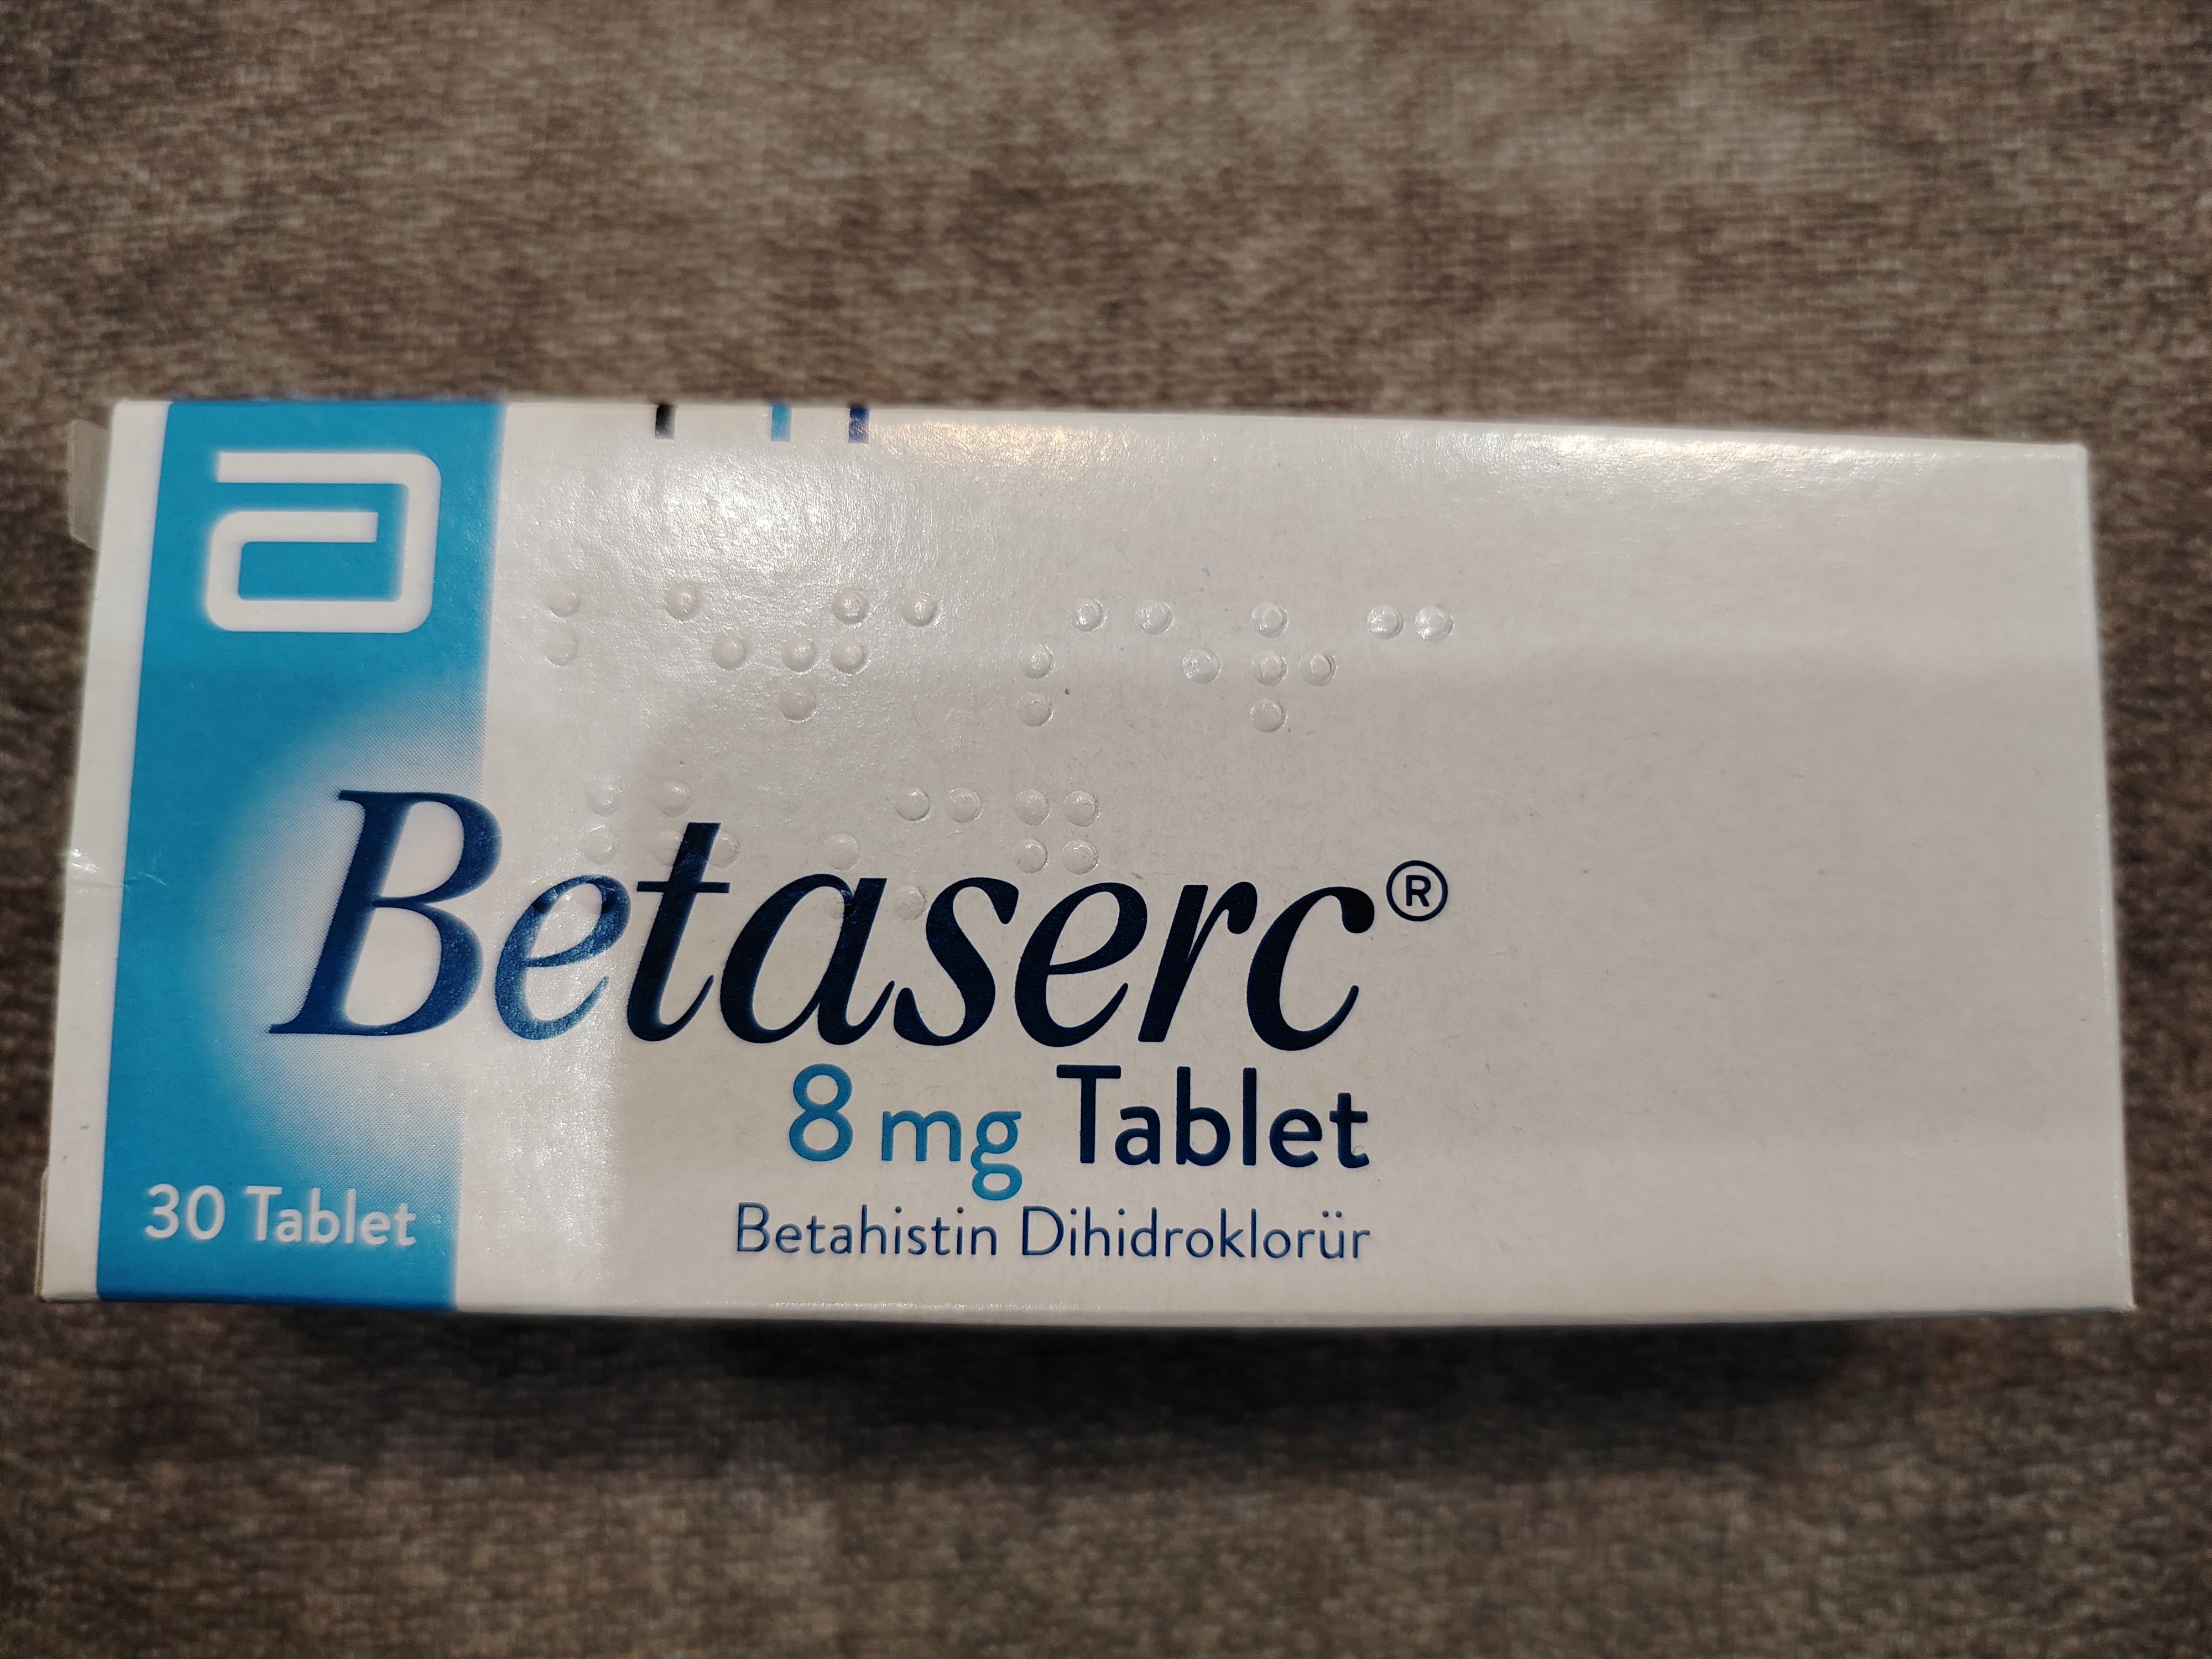 Betaserc®
8 mg Tablet
Betahistin Dihidroklorür
30 Tablet